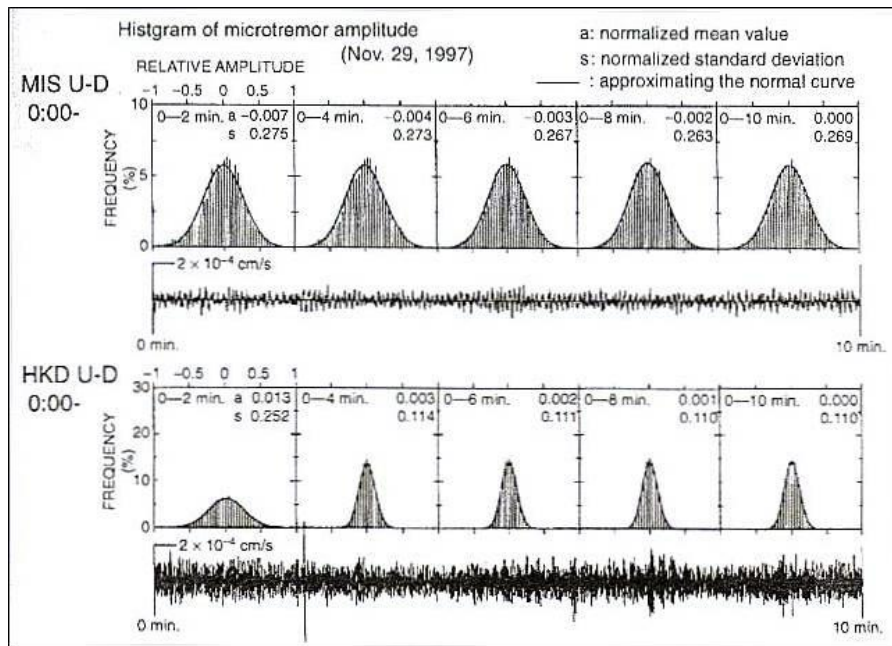 Histgram of microtremor amplitude
(Nov. 29, 1997)
a: normalized mean value
s: normalized standard deviation
—— : approximating the normal curve
MIS U-D
0:00-
RELATIVE AMPLITUDE
−1 −0.5 0 0.5 1
FREQUENCY
(%)
10
5
0
0—2 min. a −0.007
s 0.275
0—4 min. −0.004
0.273
0—6 min. −0.003
0.267
0—8 min. −0.002
0.263
0—10 min. 0.000
0.269
2 × 10⁻⁴ cm/s
0 min. 10 min.
HKD U-D
0:00-
−1 −0.5 0 0.5 1
FREQUENCY
(%)
30
20
10
0
0—2 min. a 0.013
s 0.252
0—4 min. 0.003
0.114
0—6 min. 0.002
0.111
0—8 min. 0.001
0.110
0—10 min. 0.000
0.110
2 × 10⁻⁴ cm/s
0 min. 10 min.